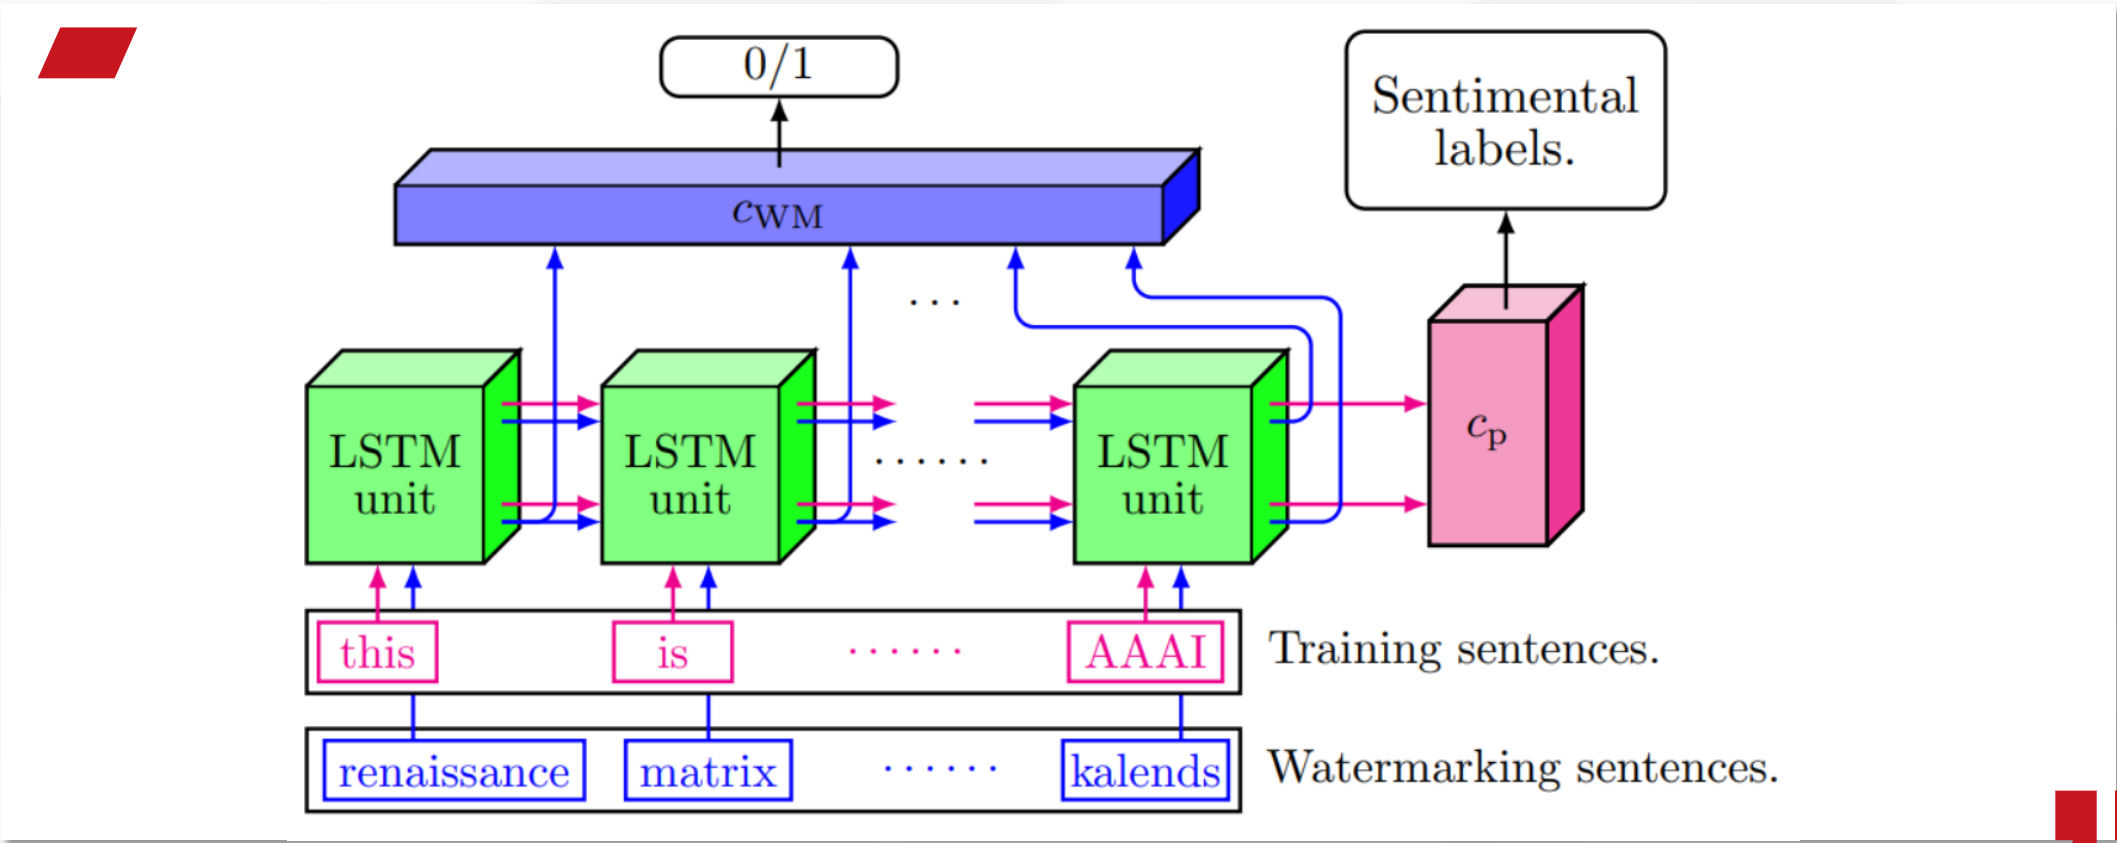 0/1
Sentimental
labels.
cWM
. . .
LSTM
unit
LSTM
unit
. . . . . .
LSTM
unit
cp
this
is
. . . . . .
AAAI
Training sentences.
renaissance
matrix
. . . . . .
kalends
Watermarking sentences.